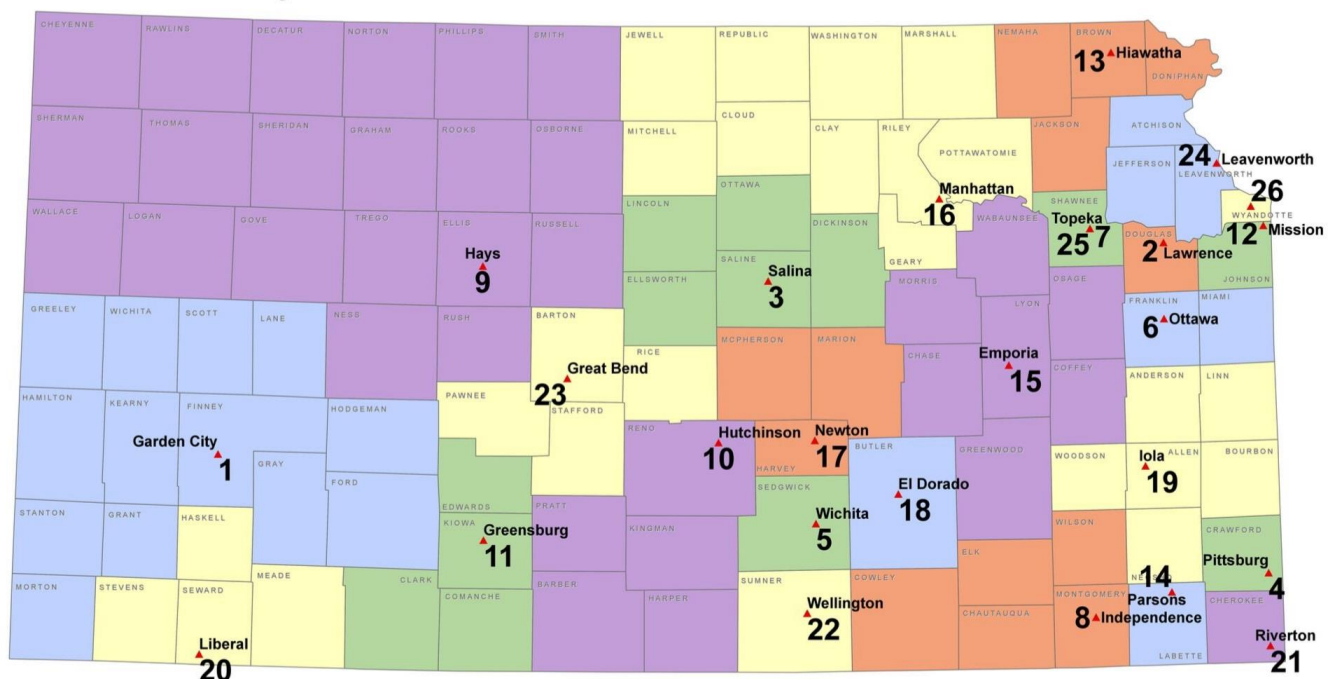 CHEYENNE
RAWLINS
DECATUR
NORTON
PHILLIPS
SMITH
JEWELL
REPUBLIC
WASHINGTON
MARSHALL
NEMAHA
BROWN
13
Hiawatha
DONIPHAN
SHERMAN
THOMAS
SHERIDAN
GRAHAM
ROOKS
OSBORNE
MITCHELL
CLOUD
CLAY
RILEY
POTTAWATOMIE
JACKSON
ATCHISON
JEFFERSON
24
Leavenworth
LEAVENWORTH
26
WYANDOTTE
WALLACE
LOGAN
GOVE
TREGO
ELLIS
Hays
9
RUSSELL
LINCOLN
OTTAWA
DICKINSON
Manhattan
16
GEARY
WABAUNSEE
SHAWNEE
Topeka
25
7
DOUGLAS
2
Lawrence
12
Mission
JOHNSON
ELLSWORTH
SALINE
Salina
3
MORRIS
LYON
OSAGE
GREELEY
WICHITA
SCOTT
LANE
NESS
RUSH
BARTON
Great Bend
23
RICE
MCPHERSON
MARION
CHASE
Emporia
15
COFFEY
FRANKLIN
6
Ottawa
MIAMI
ANDERSON
LINN
HAMILTON
KEARNY
FINNEY
Garden City
1
HODGEMAN
PAWNEE
STAFFORD
RENO
Hutchinson
10
Newton
17
HARVEY
BUTLER
El Dorado
18
GREENWOOD
WOODSON
Iola
ALLEN
19
BOURBON
GRAY
FORD
EDWARDS
KIOWA
Greensburg
11
PRATT
KINGMAN
SEDGWICK
Wichita
5
STANTON
GRANT
HASKELL
ELK
WILSON
NEOSHO
14
Parsons
CRAWFORD
Pittsburg
4
MORTON
STEVENS
SEWARD
Liberal
20
MEADE
CLARK
COMANCHE
BARBER
HARPER
SUMNER
Wellington
22
COWLEY
CHAUTAUQUA
MONTGOMERY
8
Independence
LABETTE
CHEROKEE
Riverton
21